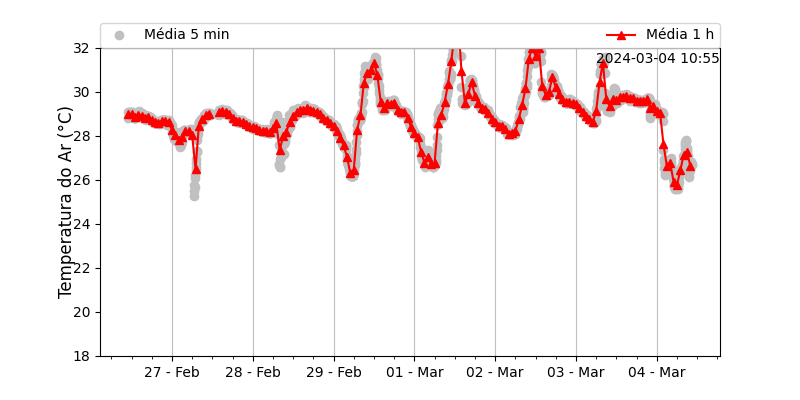 Média 5 min
Média 1 h
2024-03-04 10:55
Temperatura do Ar (°C)
32
30
28
26
24
22
20
18
27 - Feb
28 - Feb
29 - Feb
01 - Mar
02 - Mar
03 - Mar
04 - Mar